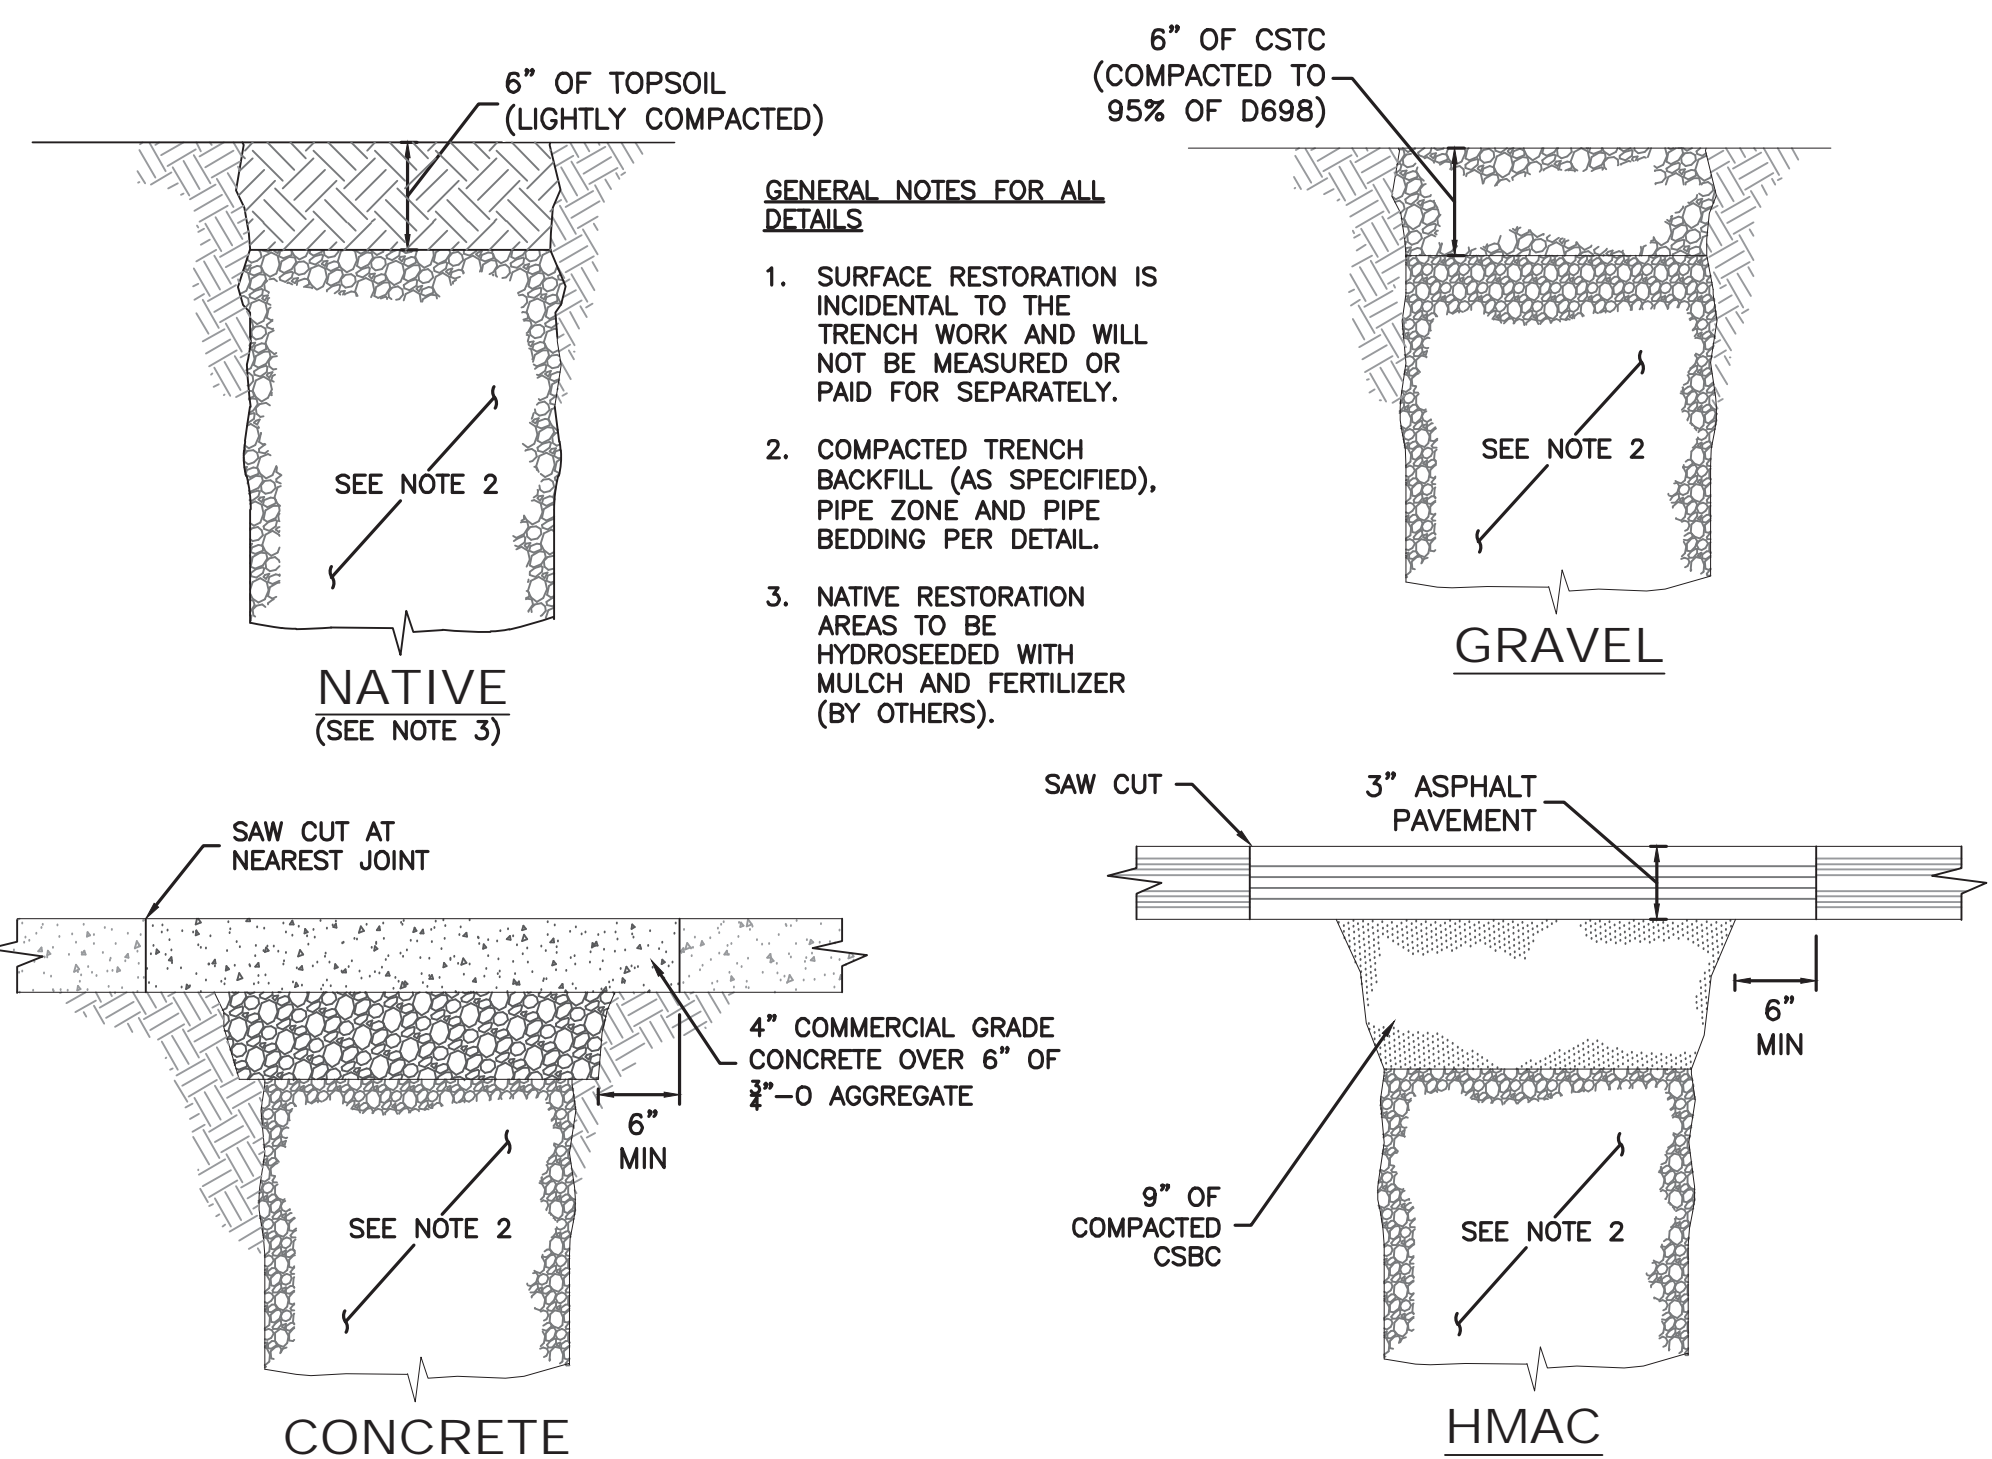 6" OF TOPSOIL
(LIGHTLY COMPACTED)
SEE NOTE 2
NATIVE
(SEE NOTE 3)
GENERAL NOTES FOR ALL
DETAILS
1. SURFACE RESTORATION IS
INCIDENTAL TO THE
TRENCH WORK AND WILL
NOT BE MEASURED OR
PAID FOR SEPARATELY.
2. COMPACTED TRENCH
BACKFILL (AS SPECIFIED),
PIPE ZONE AND PIPE
BEDDING PER DETAIL.
3. NATIVE RESTORATION
AREAS TO BE
HYDROSEEDED WITH
MULCH AND FERTILIZER
(BY OTHERS).
6" OF CSTC
(COMPACTED TO
95% OF D698)
SEE NOTE 2
GRAVEL
SAW CUT AT
NEAREST JOINT
4" COMMERCIAL GRADE
CONCRETE OVER 6" OF
3/4"-0 AGGREGATE
6"
MIN
SEE NOTE 2
CONCRETE
SAW CUT
3" ASPHALT
PAVEMENT
6"
MIN
9" OF
COMPACTED
CSBC
SEE NOTE 2
HMAC